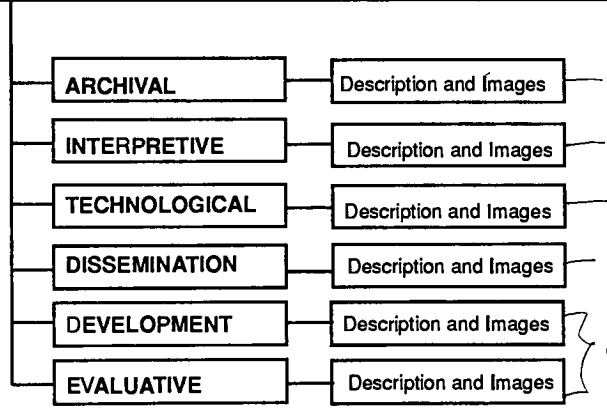 ARCHIVAL Description and Images
INTERPRETIVE Description and Images
TECHNOLOGICAL Description and Images
DISSEMINATION Description and Images
DEVELOPMENT Description and Images
EVALUATIVE Description and Images